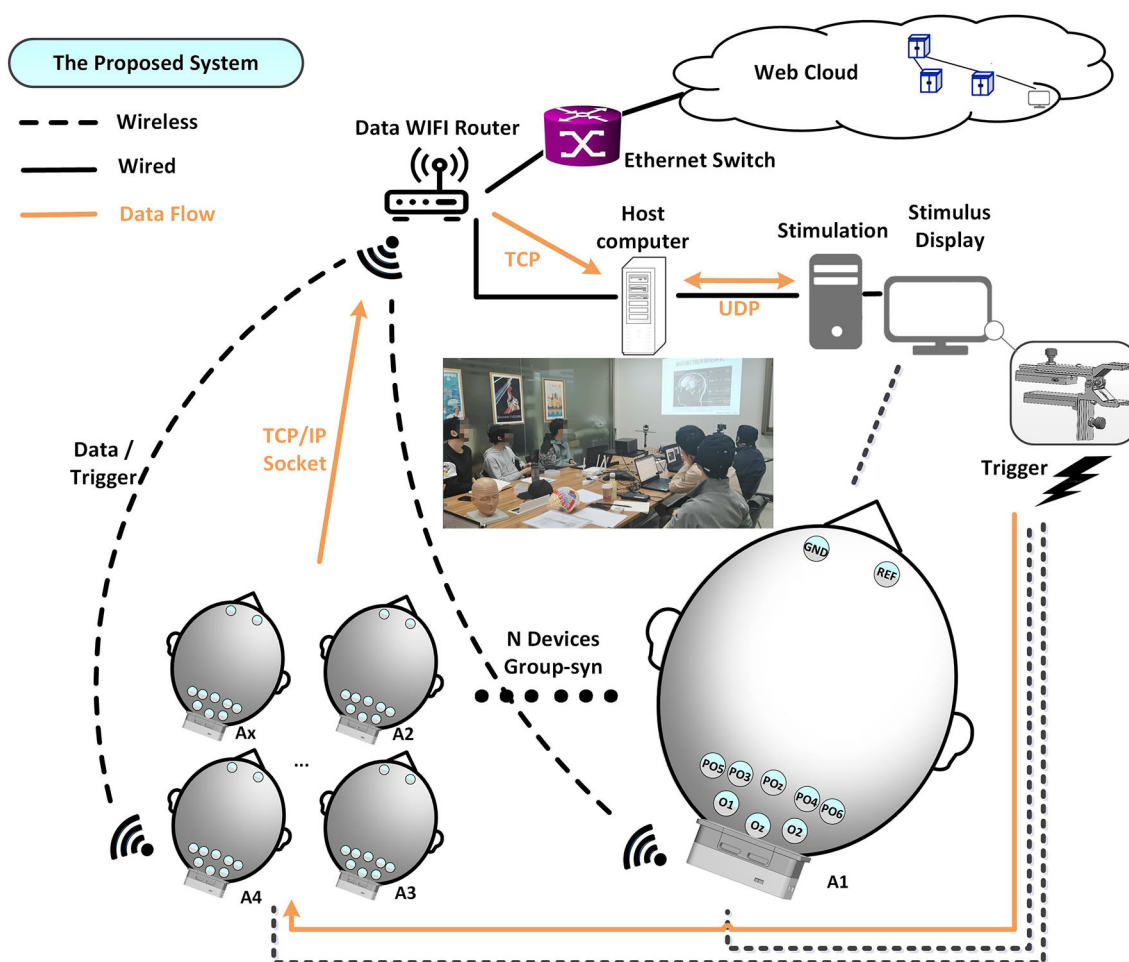 The Proposed System
Wireless
Wired
Data Flow
Web Cloud
Data WIFI Router
Ethernet Switch
Host
computer
Stimulation
Stimulus
Display
TCP
UDP
TCP/IP
Socket
Data /
Trigger
Trigger
GND
REF
N Devices
Group-syn
PO5
PO3
POz
PO4
PO6
O1
Oz
O2
A1
Ax
A2
...
A4
A3